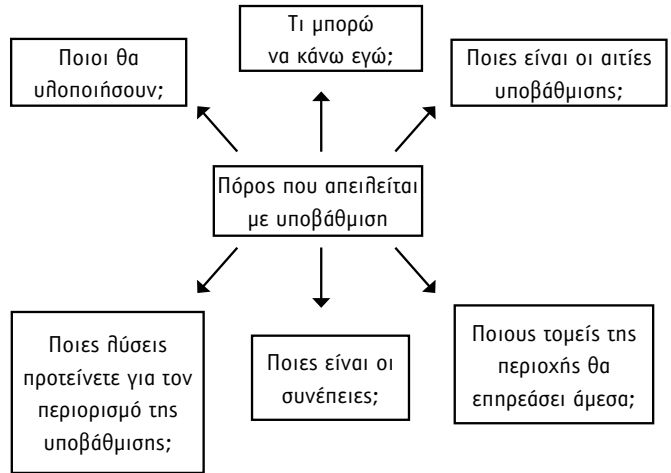 Ποιοι θα
υλοποιήσουν;
Τι μπορώ
να κάνω εγώ;
Ποιες είναι οι αιτίες
υποβάθμισης;
Πόρος που απειλείται
με υποβάθμιση
Ποιες λύσεις
προτείνετε για τον
περιορισμό της
υποβάθμισης;
Ποιες είναι οι
συνέπειες;
Ποιους τομείς της
περιοχής θα
επηρεάσει άμεσα;